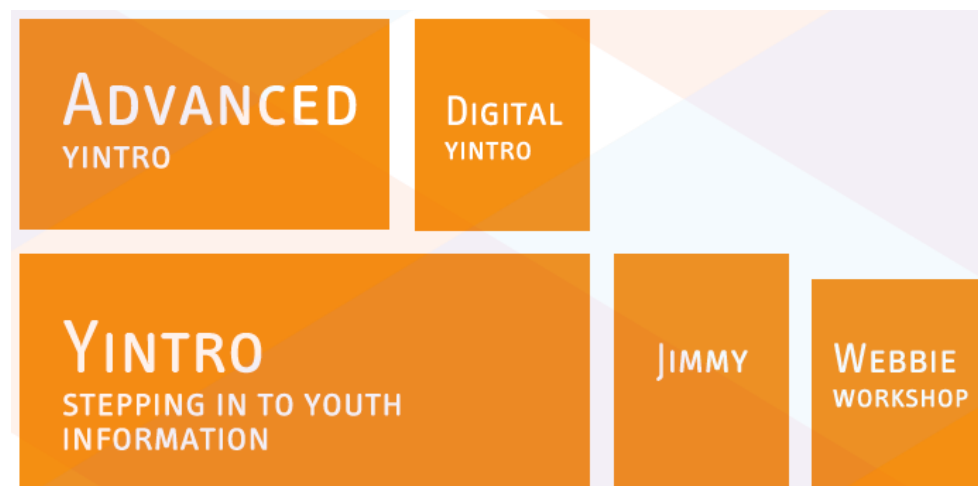 Advanced
yintro
Digital
yintro
Yintro
stepping in to youth
information
Jimmy
Webbie
workshop